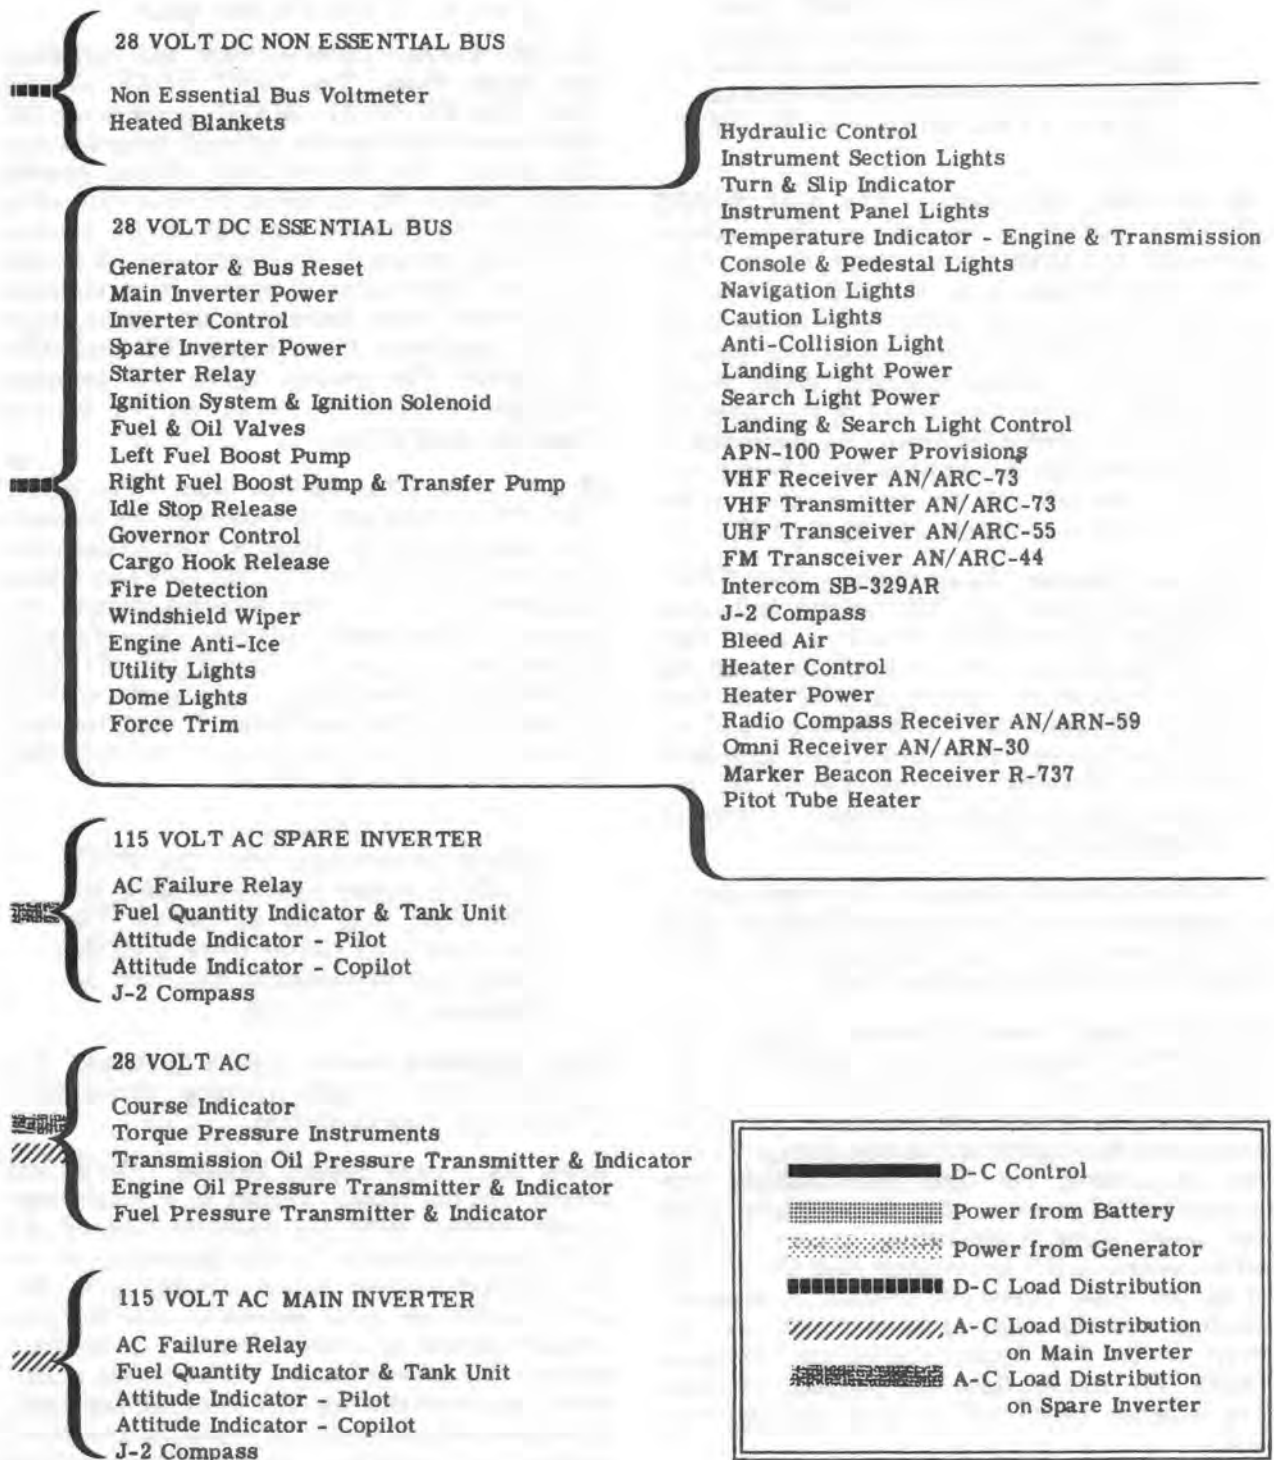 28 VOLT DC NON ESSENTIAL BUS
Non Essential Bus Voltmeter
Heated Blankets
28 VOLT DC ESSENTIAL BUS
Generator & Bus Reset
Main Inverter Power
Inverter Control
Spare Inverter Power
Starter Relay
Ignition System & Ignition Solenoid
Fuel & Oil Valves
Left Fuel Boost Pump
Right Fuel Boost Pump & Transfer Pump
Idle Stop Release
Governor Control
Cargo Hook Release
Fire Detection
Windshield Wiper
Engine Anti-Ice
Utility Lights
Dome Lights
Force Trim
Hydraulic Control
Instrument Section Lights
Turn & Slip Indicator
Instrument Panel Lights
Temperature Indicator - Engine & Transmission
Console & Pedestal Lights
Navigation Lights
Caution Lights
Anti-Collision Light
Landing Light Power
Search Light Power
Landing & Search Light Control
APN-100 Power Provisions
VHF Receiver AN/ARC-73
VHF Transmitter AN/ARC-73
UHF Transceiver AN/ARC-55
FM Transceiver AN/ARC-44
Intercom SB-329AR
J-2 Compass
Bleed Air
Heater Control
Heater Power
Radio Compass Receiver AN/ARN-59
Omni Receiver AN/ARN-30
Marker Beacon Receiver R-737
Pitot Tube Heater
115 VOLT AC SPARE INVERTER
AC Failure Relay
Fuel Quantity Indicator & Tank Unit
Attitude Indicator - Pilot
Attitude Indicator - Copilot
J-2 Compass
28 VOLT AC
Course Indicator
Torque Pressure Instruments
Transmission Oil Pressure Transmitter & Indicator
Engine Oil Pressure Transmitter & Indicator
Fuel Pressure Transmitter & Indicator
115 VOLT AC MAIN INVERTER
AC Failure Relay
Fuel Quantity Indicator & Tank Unit
Attitude Indicator - Pilot
Attitude Indicator - Copilot
J-2 Compass
D-C Control
Power from Battery
Power from Generator
D-C Load Distribution
A-C Load Distribution
on Main Inverter
A-C Load Distribution
on Spare Inverter